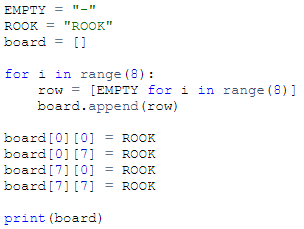 EMPTY = "-"
ROOK = "ROOK"
board = []

for i in range(8):
    row = [EMPTY for i in range(8)]
    board.append(row)

board[0][0] = ROOK
board[0][7] = ROOK
board[7][0] = ROOK
board[7][7] = ROOK

print(board)